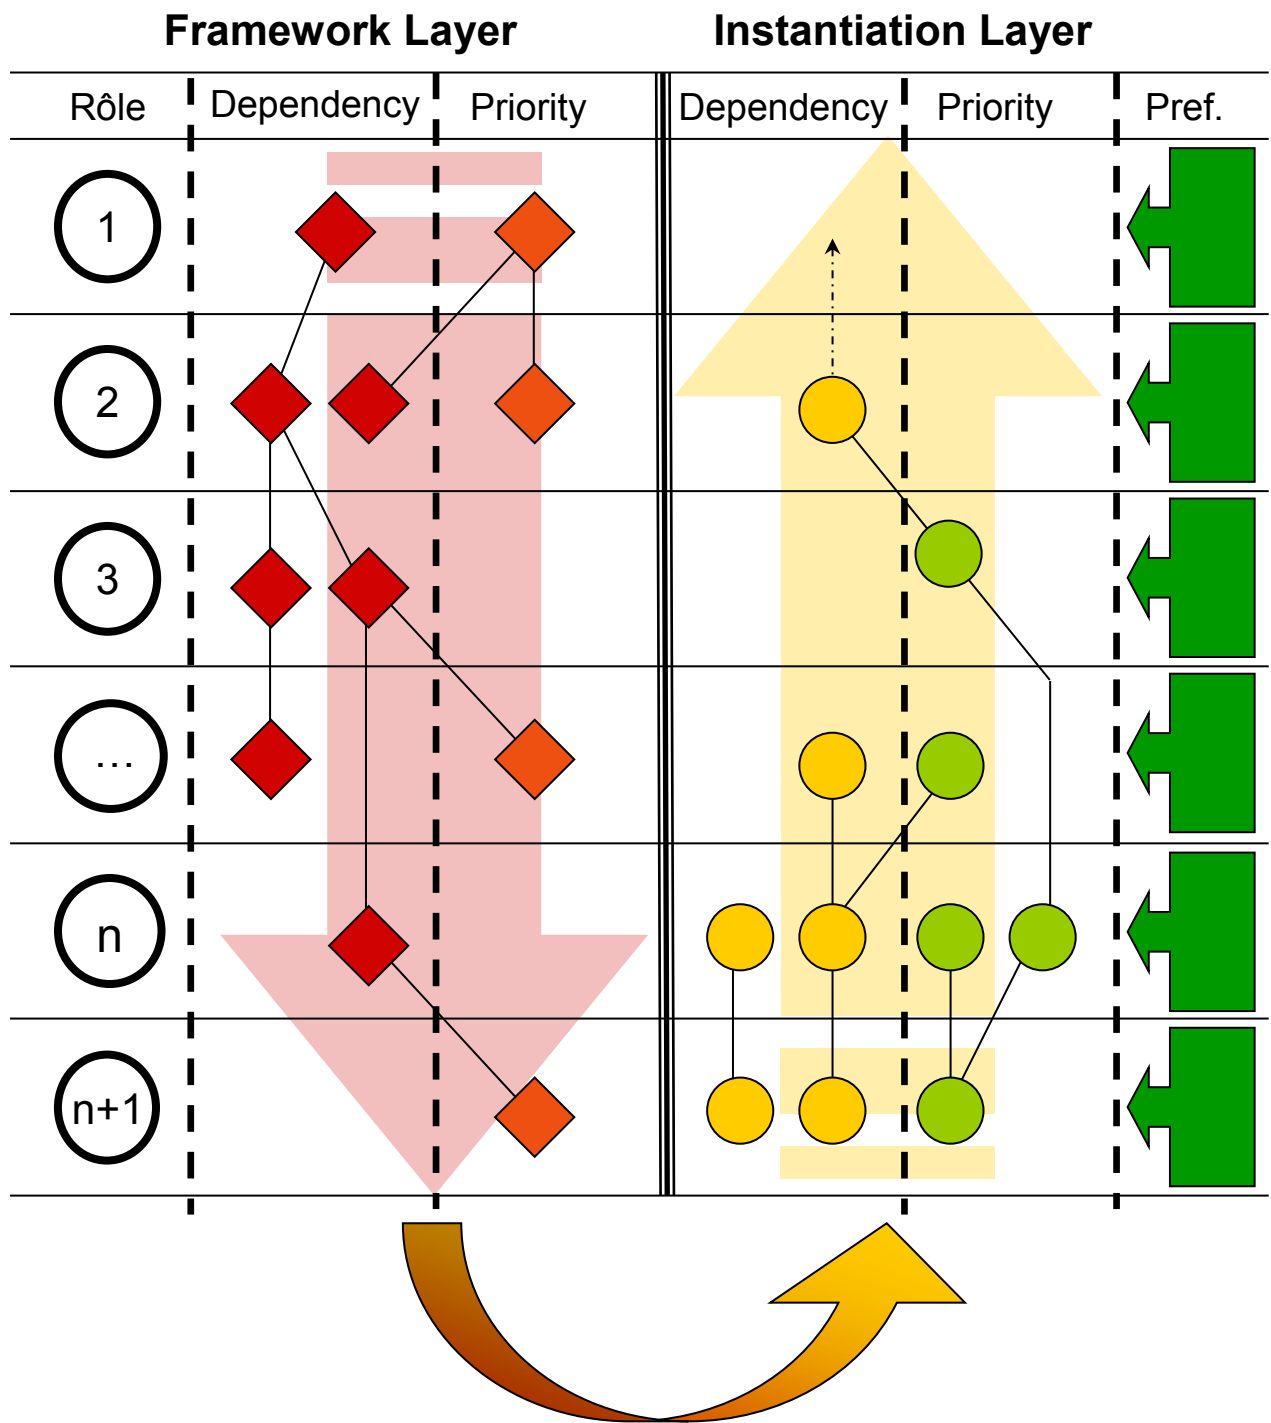 Framework Layer Instantiation Layer
Rôle Dependency Priority Dependency Priority Pref.
1
2
3
...
n
n+1